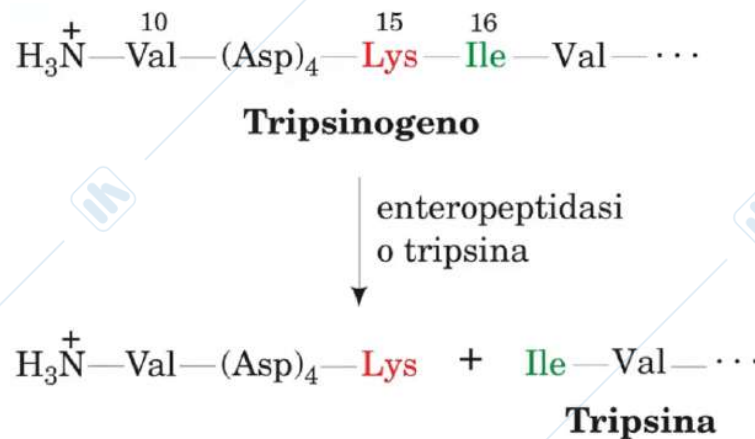 10 15 16
H₃N⁺—Val—(Asp)₄—Lys—Ile—Val—···
Tripsinogeno
enteropeptidasi
o tripsina
H₃N⁺—Val—(Asp)₄—Lys + Ile—Val—···
Tripsina